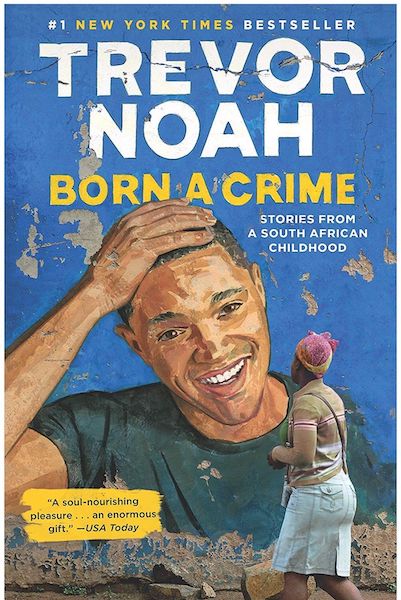 #1 NEW YORK TIMES BESTSELLER
TREVOR
NOAH
BORN A CRIME
STORIES FROM
A SOUTH AFRICAN
CHILDHOOD
“A soul-nourishing
pleasure . . . an enormous
gift.” —USA Today